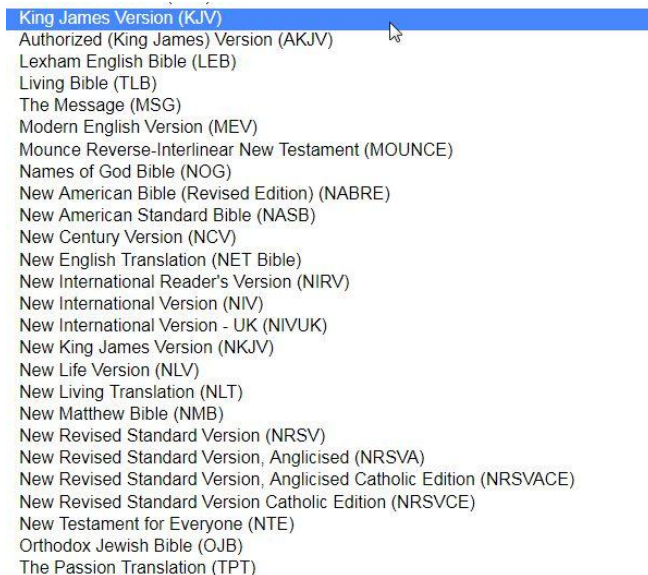 King James Version (KJV)
Authorized (King James) Version (AKJV)
Lexham English Bible (LEB)
Living Bible (TLB)
The Message (MSG)
Modern English Version (MEV)
Mounce Reverse-Interlinear New Testament (MOUNCE)
Names of God Bible (NOG)
New American Bible (Revised Edition) (NABRE)
New American Standard Bible (NASB)
New Century Version (NCV)
New English Translation (NET Bible)
New International Reader's Version (NIRV)
New International Version (NIV)
New International Version - UK (NIVUK)
New King James Version (NKJV)
New Life Version (NLV)
New Living Translation (NLT)
New Matthew Bible (NMB)
New Revised Standard Version (NRSV)
New Revised Standard Version, Anglicised (NRSVA)
New Revised Standard Version, Anglicised Catholic Edition (NRSVACE)
New Revised Standard Version Catholic Edition (NRSVCE)
New Testament for Everyone (NTE)
Orthodox Jewish Bible (OJB)
The Passion Translation (TPT)